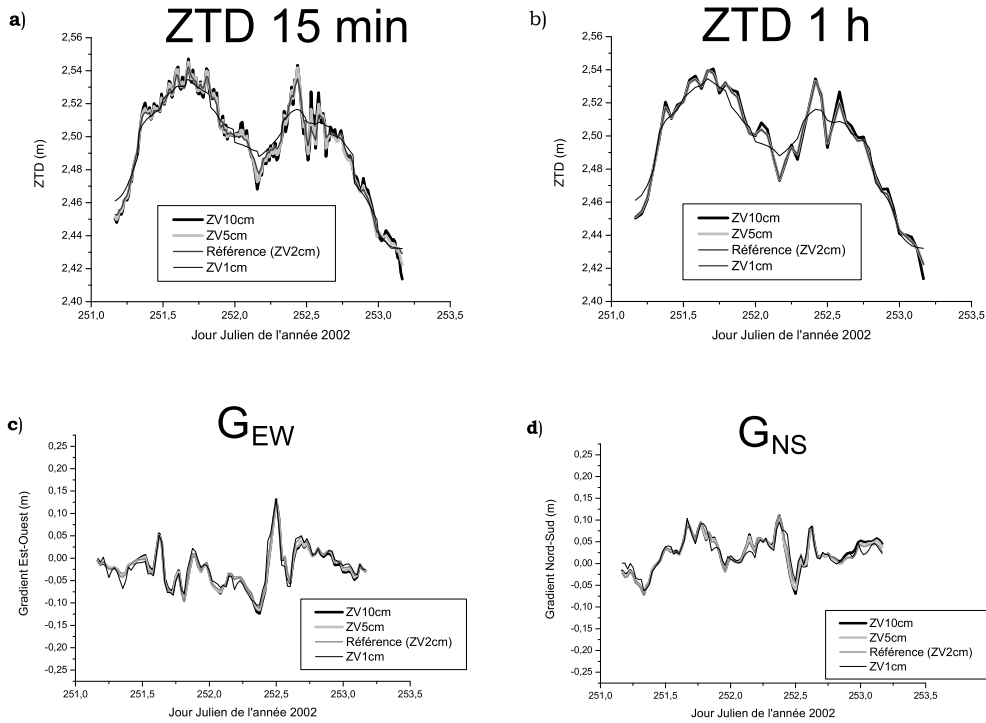 a)
ZTD 15 min
2,56
2,54
2,52
2,50
2,48
2,46
2,44
2,42
2,40
ZTD (m)
ZV10cm
ZV5cm
Référence (ZV2cm)
ZV1cm
251,0
251,5
252,0
252,5
253,0
253,5
Jour Julien de l'année 2002
b)
ZTD 1 h
2,56
2,54
2,52
2,50
2,48
2,46
2,44
2,42
2,40
ZTD (m)
ZV10cm
ZV5cm
Référence (ZV2cm)
ZV1cm
251,0
251,5
252,0
252,5
253,0
253,5
Jour Julien de l'année 2002
c)
GEW
0,25
0,20
0,15
0,10
0,05
0,00
-0,05
-0,10
-0,15
-0,20
-0,25
Gradient Est-Ouest (m)
ZV10cm
ZV5cm
Référence (ZV2cm)
ZV1cm
251,0
251,5
252,0
252,5
253,0
253,5
Jour Julien de l'année 2002
d)
GNS
0,25
0,20
0,15
0,10
0,05
0,00
-0,05
-0,10
-0,15
-0,20
-0,25
Gradient Nord-Sud (m)
ZV10cm
ZV5cm
Référence (ZV2cm)
ZV1cm
251,0
251,5
252,0
252,5
253,0
253,5
Jour Julien de l'année 2002